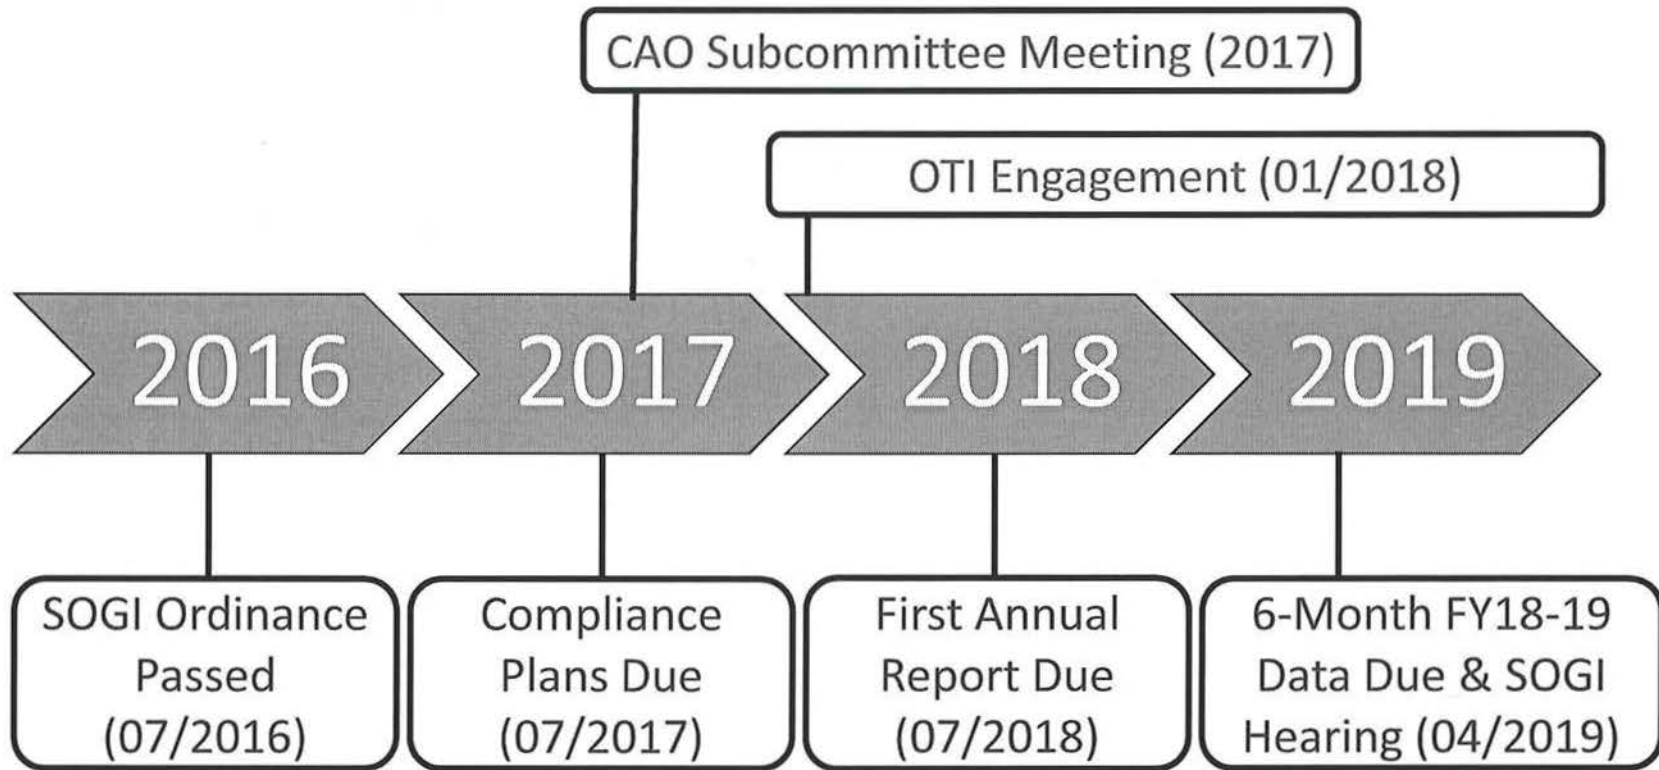 CAO Subcommittee Meeting (2017)
OTI Engagement (01/2018)
2016
2017
2018
2019
SOGI Ordinance
Passed
(07/2016)
Compliance
Plans Due
(07/2017)
First Annual
Report Due
(07/2018)
6-Month FY18-19
Data Due & SOGI
Hearing (04/2019)